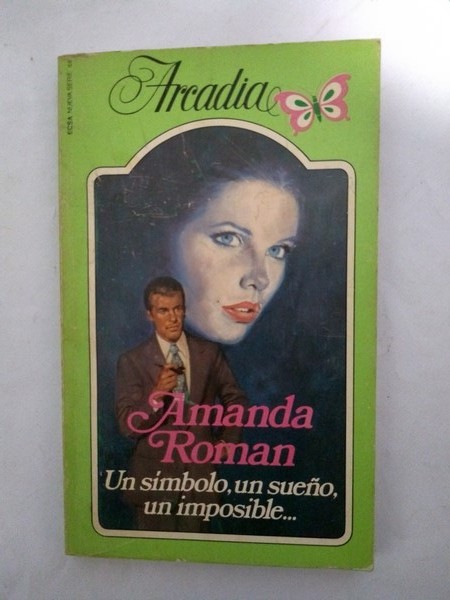 Arcadia
Amanda
Roman
Un símbolo, un sueño,
un imposible...